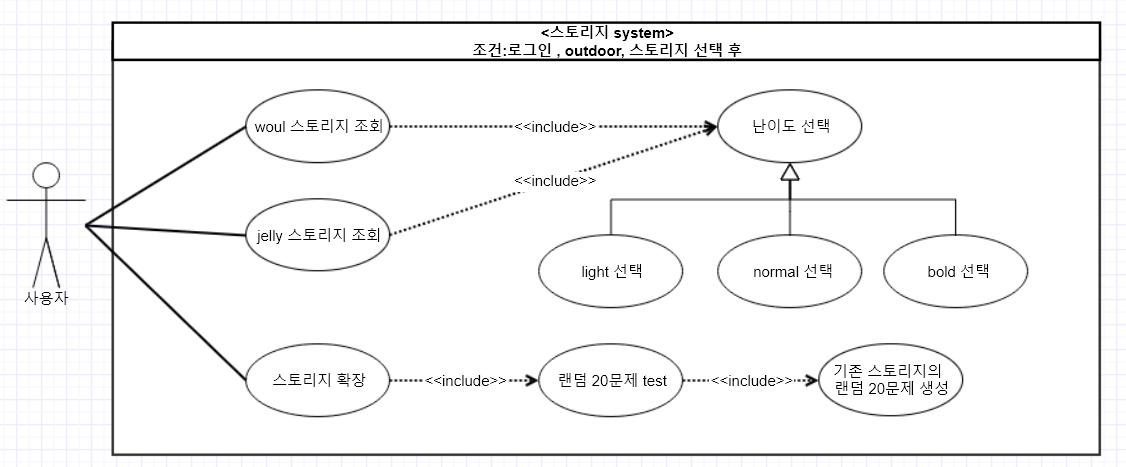 <스토리지 system>
조건:로그인 , outdoor, 스토리지 선택 후
woul 스토리지 조회
<<include>>
난이도 선택
<<include>>
jelly 스토리지 조회
light 선택
normal 선택
bold 선택
사용자
스토리지 확장
<<include>>
랜덤 20문제 test
<<include>>
기존 스토리지의
랜덤 20문제 생성